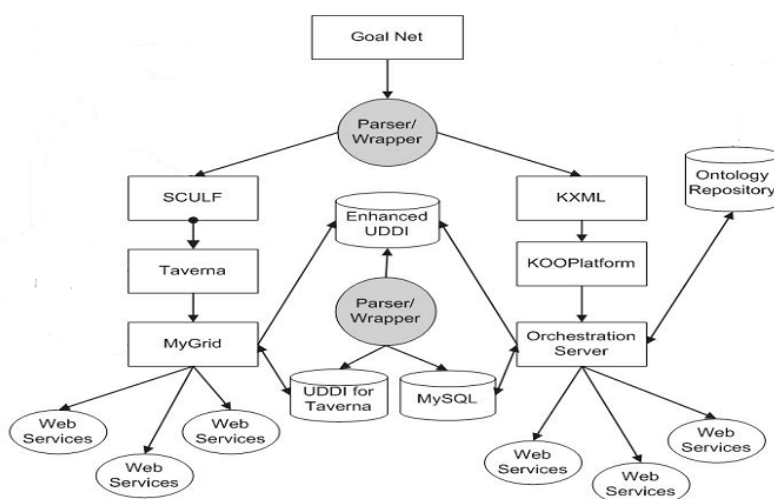 Goal Net
Parser/
Wrapper
SCULF
KXML
Ontology
Repository
Enhanced
UDDI
Taverna
KOOPlatform
Parser/
Wrapper
MyGrid
Orchestration
Server
UDDI for
Taverna
MySQL
Web
Services
Web
Services
Web
Services
Web
Services
Web
Services
Web
Services